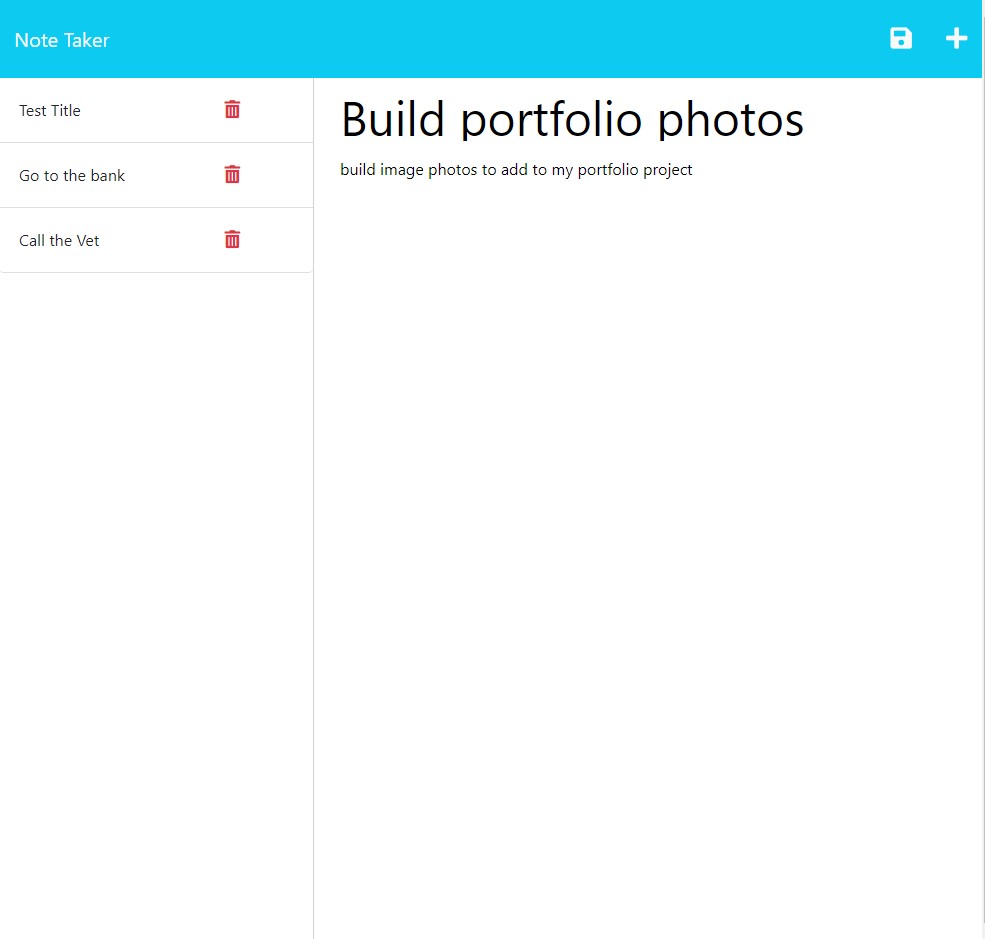 Note Taker
Test Title
Go to the bank
Call the Vet
Build portfolio photos
build image photos to add to my portfolio project